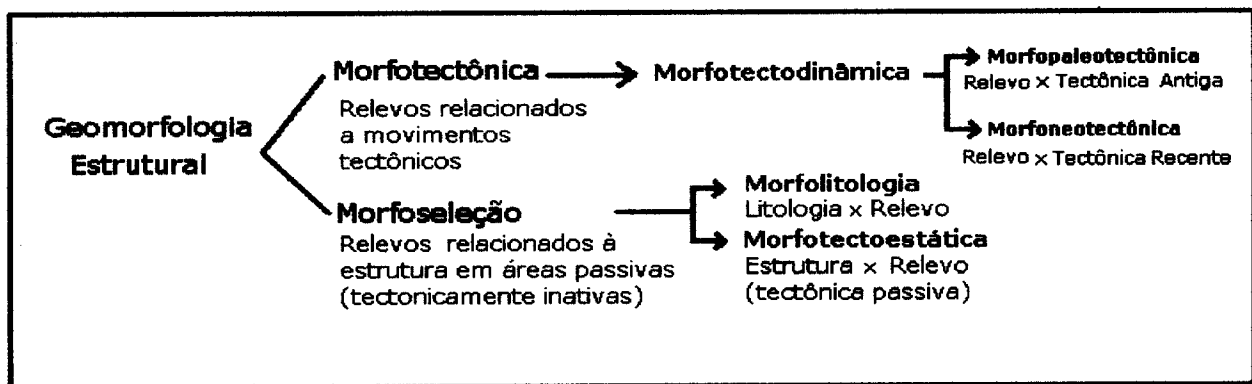 Geomorfologia
Estrutural
Morfotectônica
Relevos relacionados
a movimentos
tectônicos
Morfotectodinâmica
Morfopaleotectônica
Relevo × Tectônica Antiga
Morfoneotectônica
Relevo × Tectônica Recente
Morfoseleção
Relevos relacionados à
estrutura em áreas passivas
(tectonicamente inativas)
Morfolitologia
Litologia × Relevo
Morfotectoestática
Estrutura × Relevo
(tectônica passiva)